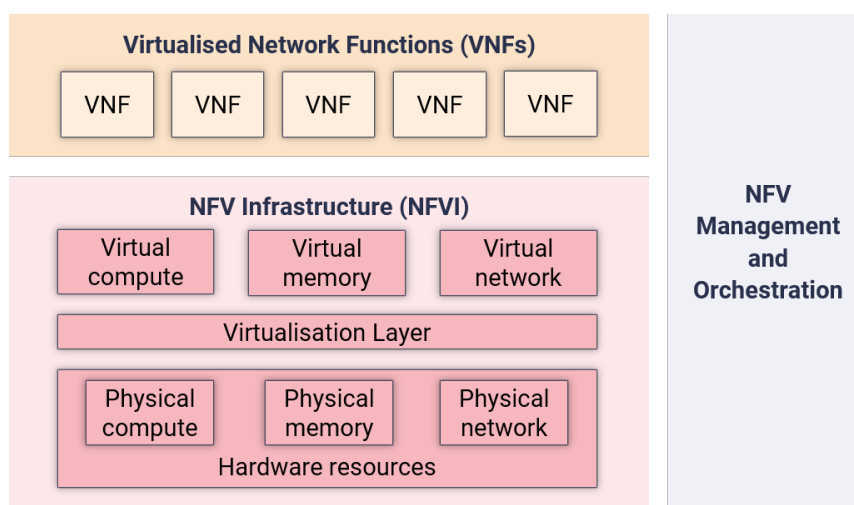 Virtualised Network Functions (VNFs)
VNF
VNF
VNF
VNF
VNF
NFV Infrastructure (NFVI)
Virtual
compute
Virtual
memory
Virtual
network
Virtualisation Layer
Physical
compute
Physical
memory
Physical
network
Hardware resources
NFV
Management
and
Orchestration